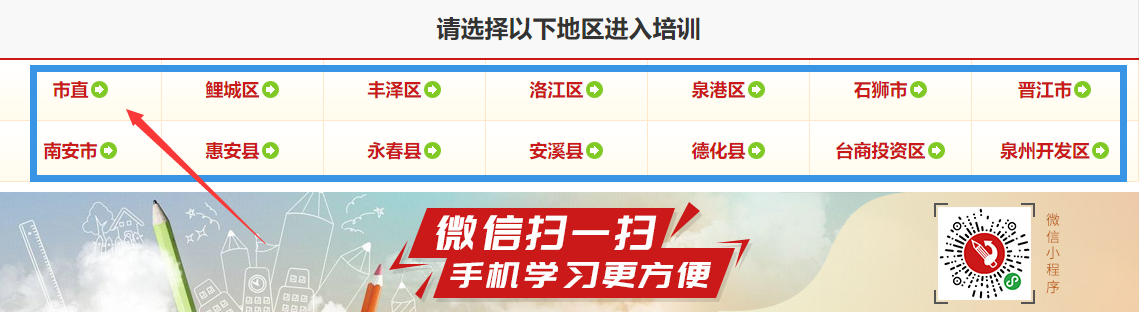 请选择以下地区进入培训
市直 鲤城区 丰泽区 洛江区 泉港区 石狮市 晋江市
南安市 惠安县 永春县 安溪县 德化县 台商投资区 泉州开发区
微信扫一扫
手机学习更方便
微信小程序